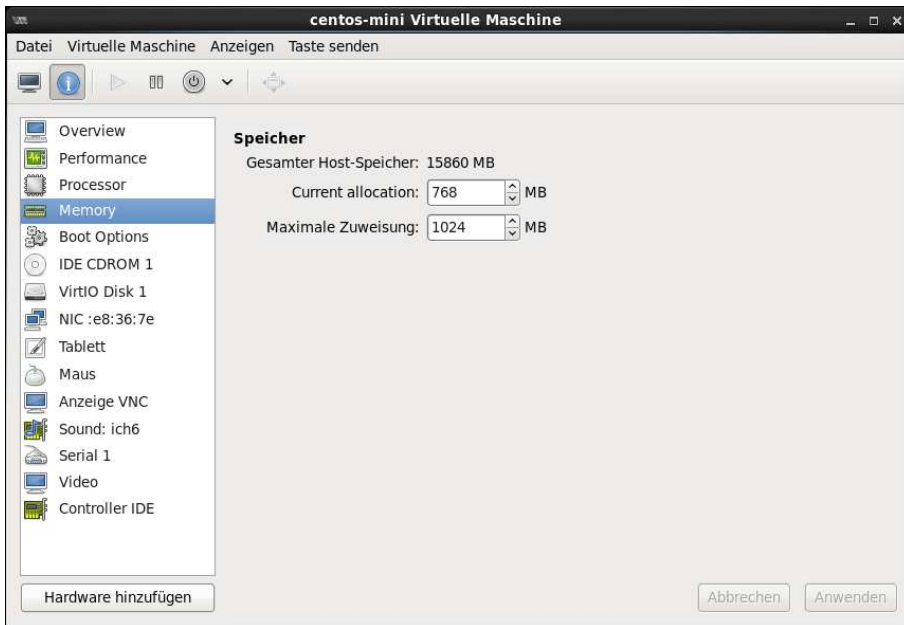 centos-mini Virtuelle Maschine
Datei Virtuelle Maschine Anzeigen Taste senden
Overview
Performance
Processor
Memory
Boot Options
IDE CDROM 1
VirtIO Disk 1
NIC :e8:36:7e
Tablett
Maus
Anzeige VNC
Sound: ich6
Serial 1
Video
Controller IDE
Hardware hinzufügen
Speicher
Gesamter Host-Speicher: 15860 MB
Current allocation: 768 MB
Maximale Zuweisung: 1024 MB
Abbrechen Anwenden